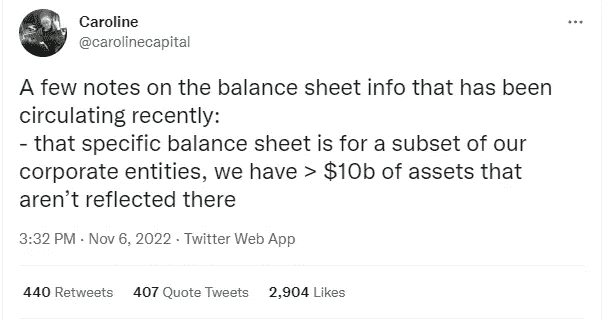 Caroline
@carolinecapital
A few notes on the balance sheet info that has been
circulating recently:
- that specific balance sheet is for a subset of our
corporate entities, we have > $10b of assets that
aren’t reflected there
3:32 PM · Nov 6, 2022 · Twitter Web App
440 Retweets 407 Quote Tweets 2,904 Likes